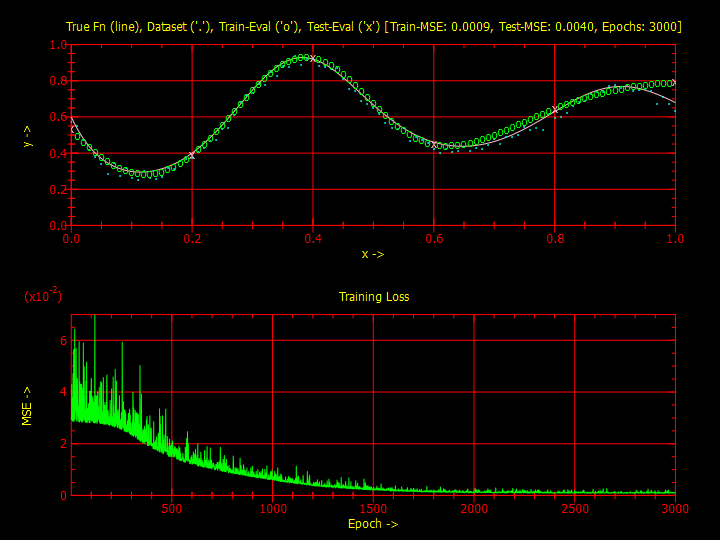 True Fn (line), Dataset ('.'), Train-Eval ('o'), Test-Eval ('x') [Train-MSE: 0.0009, Test-MSE: 0.0040, Epochs: 3000]
1.0
0.8
0.6
0.4
0.2
0.0
y ->
0.0 0.2 0.4 0.6 0.8 1.0
x ->
(x10^-2)
Training Loss
6
4
2
0
MSE ->
500 1000 1500 2000 2500 3000
Epoch ->